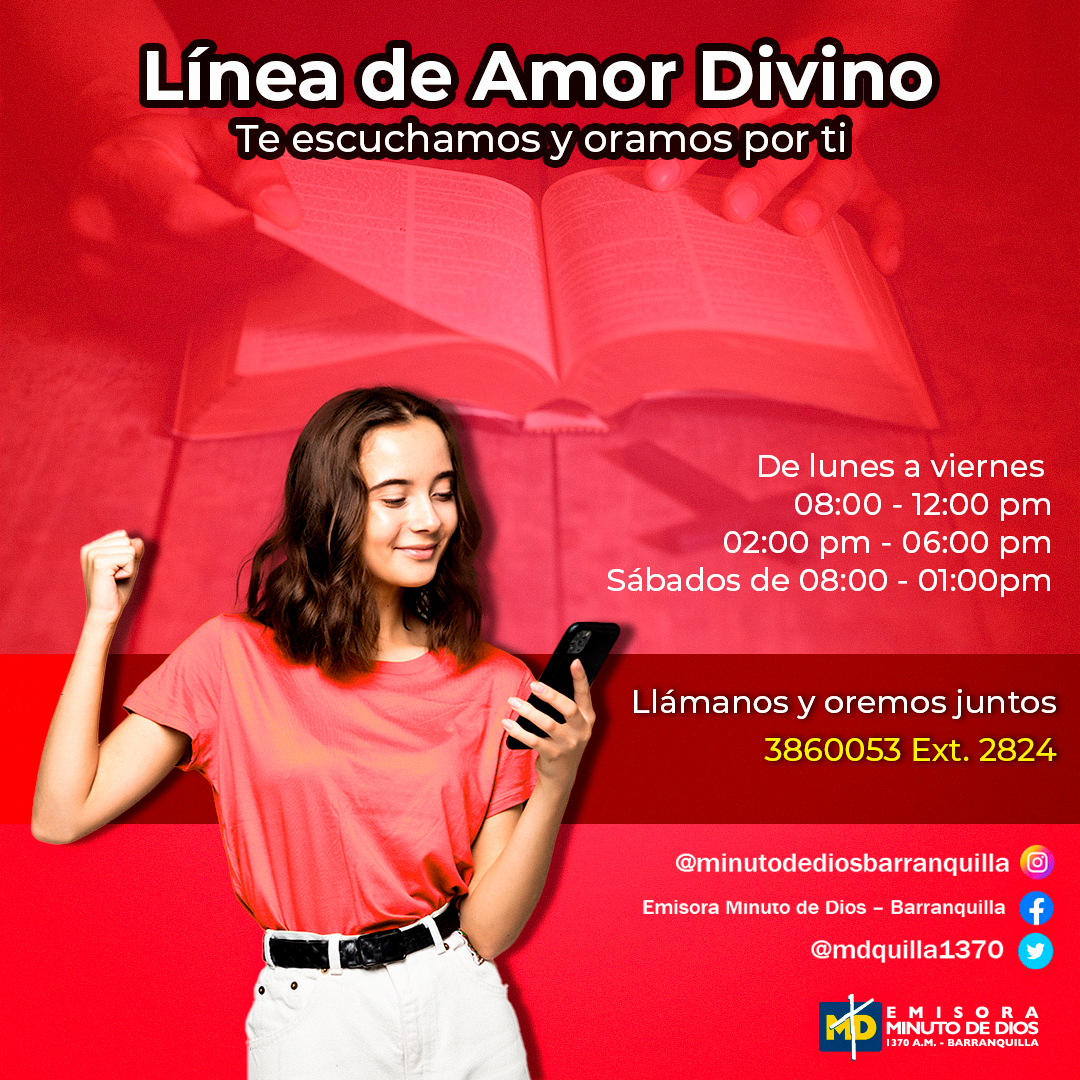 Línea de Amor Divino
Te escuchamos y oramos por ti
De lunes a viernes
08:00 - 12:00 pm
02:00 pm - 06:00 pm
Sábados de 08:00 - 01:00pm
Llámanos y oremos juntos
3860053 Ext. 2824
@minutodediosbarranquilla
Emisora Minuto de Dios – Barranquilla
@mdquilla1370
MD
EMISORA
MINUTO DE DIOS
1370 A.M. - BARRANQUILLA